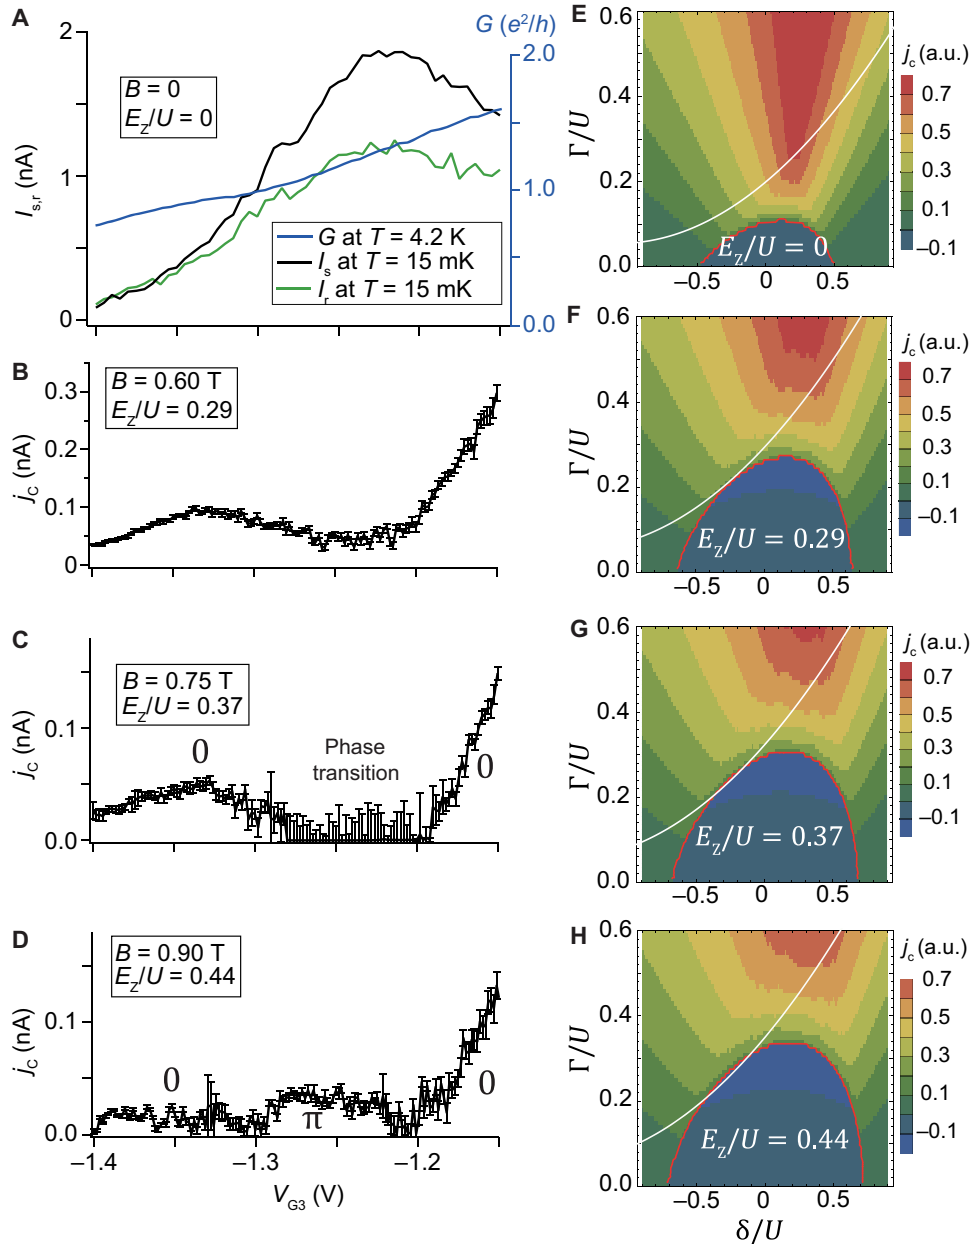 A
2
1
0
I_s,r (nA)
B = 0
E_Z/U = 0
G (e²/h)
2.0
1.0
0.0
G at T = 4.2 K
I_s at T = 15 mK
I_r at T = 15 mK
B
0.3
0.2
0.1
0
j_C (nA)
B = 0.60 T
E_Z/U = 0.29
C
0.1
0.0
j_C (nA)
B = 0.75 T
E_Z/U = 0.37
0
Phase
transition
0
D
0.1
0.0
j_C (nA)
B = 0.90 T
E_Z/U = 0.44
0
π
0
−1.4
−1.3
−1.2
V_G3 (V)
E
0.6
0.4
0.2
0.0
Γ/U
E_Z/U = 0
−0.5
0
0.5
j_c (a.u.)
0.7
0.5
0.3
0.1
−0.1
F
0.6
0.4
0.2
0.0
Γ/U
E_Z/U = 0.29
−0.5
0
0.5
j_c (a.u.)
0.7
0.5
0.3
0.1
−0.1
G
0.6
0.4
0.2
0.0
Γ/U
E_Z/U = 0.37
−0.5
0
0.5
j_c (a.u.)
0.7
0.5
0.3
0.1
−0.1
H
0.6
0.4
0.2
0.0
Γ/U
E_Z/U = 0.44
−0.5
0
0.5
δ/U
j_c (a.u.)
0.7
0.5
0.3
0.1
−0.1